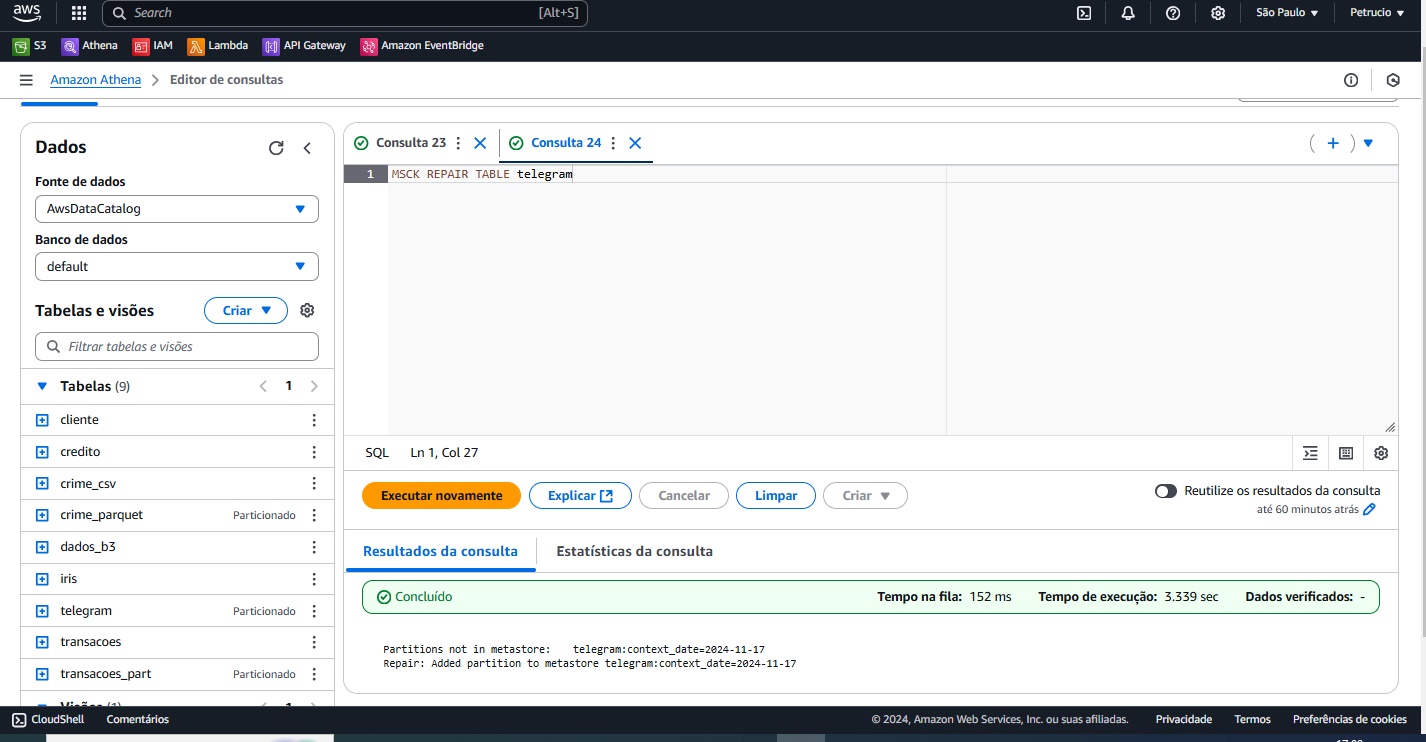 aws
Search [Alt+S]
São Paulo
Petrucio
S3
Athena
IAM
Lambda
API Gateway
Amazon EventBridge
Amazon Athena
Editor de consultas
Dados
Fonte de dados
AwsDataCatalog
Banco de dados
default
Tabelas e visões
Criar
Filtrar tabelas e visões
Tabelas (9)
1
cliente
credito
crime_csv
crime_parquet Particionado
dados_b3
iris
telegram Particionado
transacoes
transacoes_part Particionado
Visões (1)
1
Consulta 23
Consulta 24
1 MSCK REPAIR TABLE telegram
SQL Ln 1, Col 27
Executar novamente
Explicar
Cancelar
Limpar
Criar
Reutilize os resultados da consulta
até 60 minutos atrás
Resultados da consulta
Estatísticas da consulta
Concluído
Tempo na fila: 152 ms
Tempo de execução: 3.339 sec
Dados verificados: -
Partitions not in metastore: telegram:context_date=2024-11-17
Repair: Added partition to metastore telegram:context_date=2024-11-17
CloudShell
Comentários
© 2024, Amazon Web Services, Inc. ou suas afiliadas.
Privacidade
Termos
Preferências de cookies